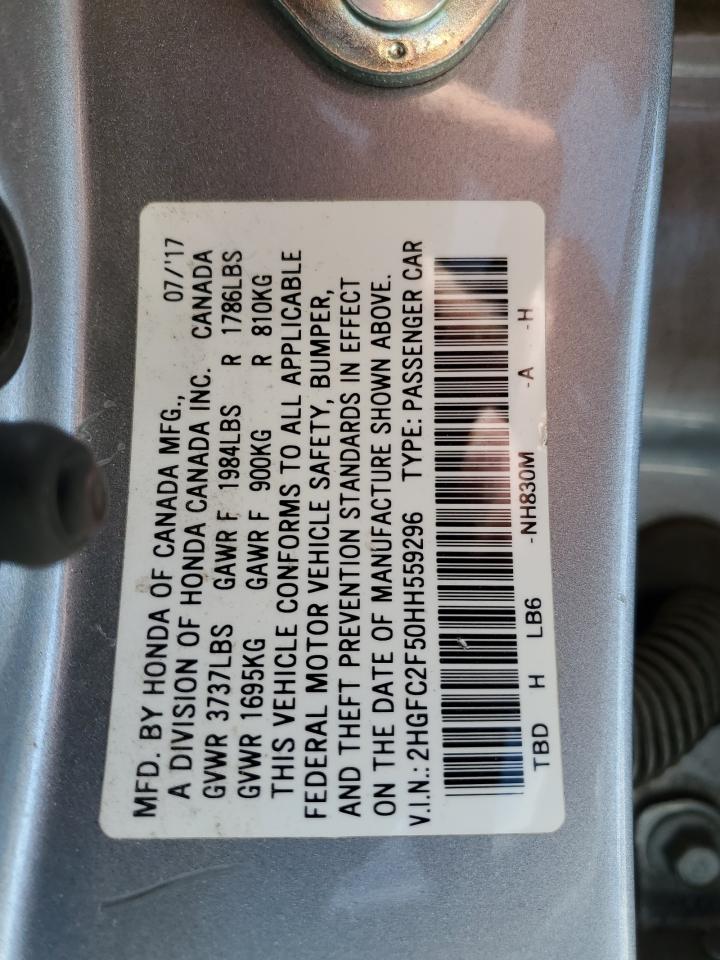 MFD. BY HONDA OF CANADA MFG., 07/'17
A DIVISION OF HONDA CANADA INC. CANADA
GVWR 3737LBS GAWR F 1984LBS R 1786LBS
GVWR 1695KG GAWR F 900KG R 810KG
THIS VEHICLE CONFORMS TO ALL APPLICABLE
FEDERAL MOTOR VEHICLE SAFETY, BUMPER,
AND THEFT PREVENTION STANDARDS IN EFFECT
ON THE DATE OF MANUFACTURE SHOWN ABOVE.
V.I.N.: 2HGFC2F50HH559296 TYPE: PASSENGER CAR
TBD H LB6 -NH830M -A -H